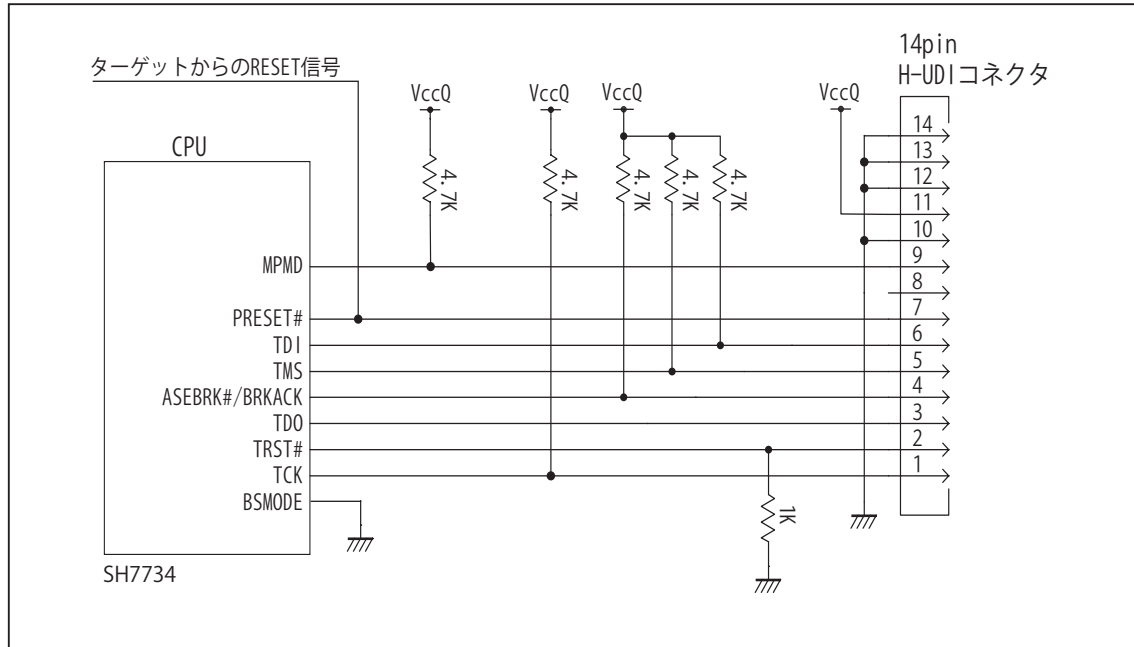 14pin
H-UDIコネクタ
ターゲットからのRESET信号
VccQ
VccQ
VccQ
VccQ
CPU
4.7K
4.7K
4.7K
4.7K
4.7K
14
13
12
11
10
MPMD
9
8
PRESET#
7
TDI
6
TMS
5
ASEBRK#/BRKACK
4
TDO
3
TRST#
2
TCK
1
BSMODE
1K
SH7734